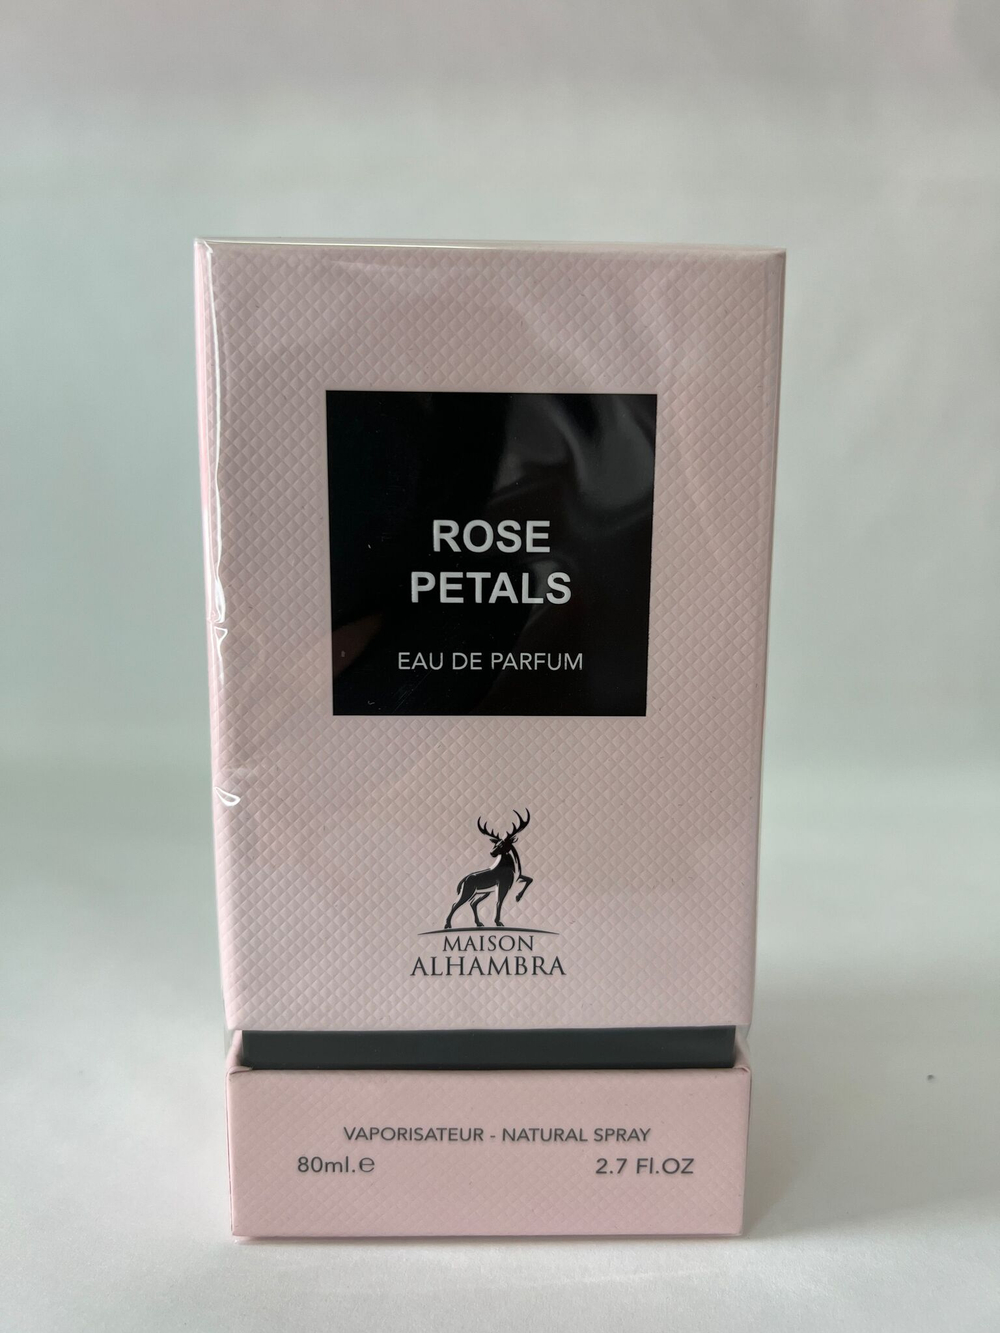 ROSE
PETALS
EAU DE PARFUM
MAISON
ALHAMBRA
VAPORISATEUR - NATURAL SPRAY
80ml.℮ 2.7 Fl.OZ